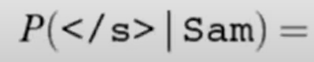 P(</s>|Sam) =